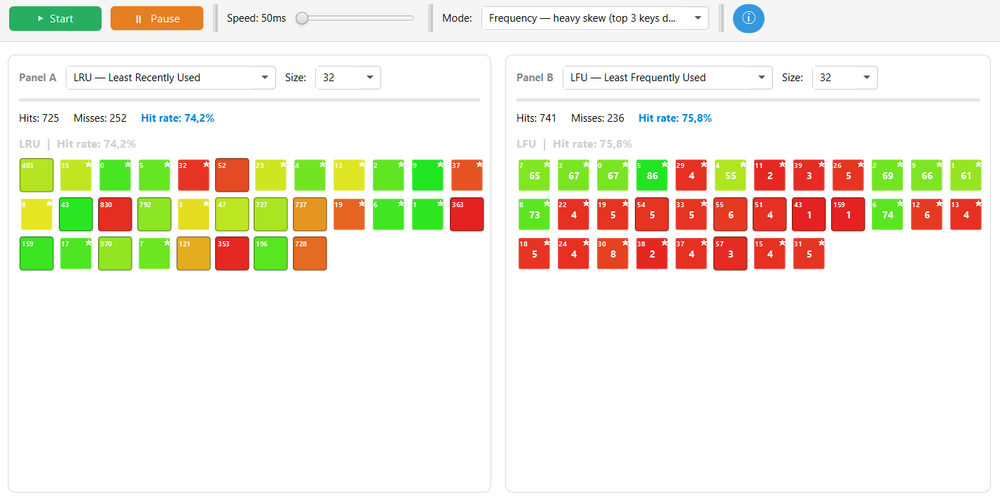 Start
Pause
Speed: 50ms
Mode:
Frequency — heavy skew (top 3 keys d...
Panel A
LRU — Least Recently Used
Size:
32
Hits: 725
Misses: 252
Hit rate: 74,2%
LRU | Hit rate: 74,2%
403 35 0 5 32 52 23 4 13 2 9 37
8 43 830 792 3 47 727 737 19 6 1 363
159 17 970 7 121 353 196 728
Panel B
LFU — Least Frequently Used
Size:
32
Hits: 741
Misses: 236
Hit rate: 75,8%
LFU | Hit rate: 75,8%
7 3 0 5 29 4 11 39 26 2 9 1
65 67 67 86 4 55 2 3 5 69 66 61
8 22 19 54 33 55 51 43 159 6 12 13
73 4 5 5 5 6 4 1 1 74 6 4
18 24 30 38 37 57 15 31
5 4 8 2 4 3 4 5